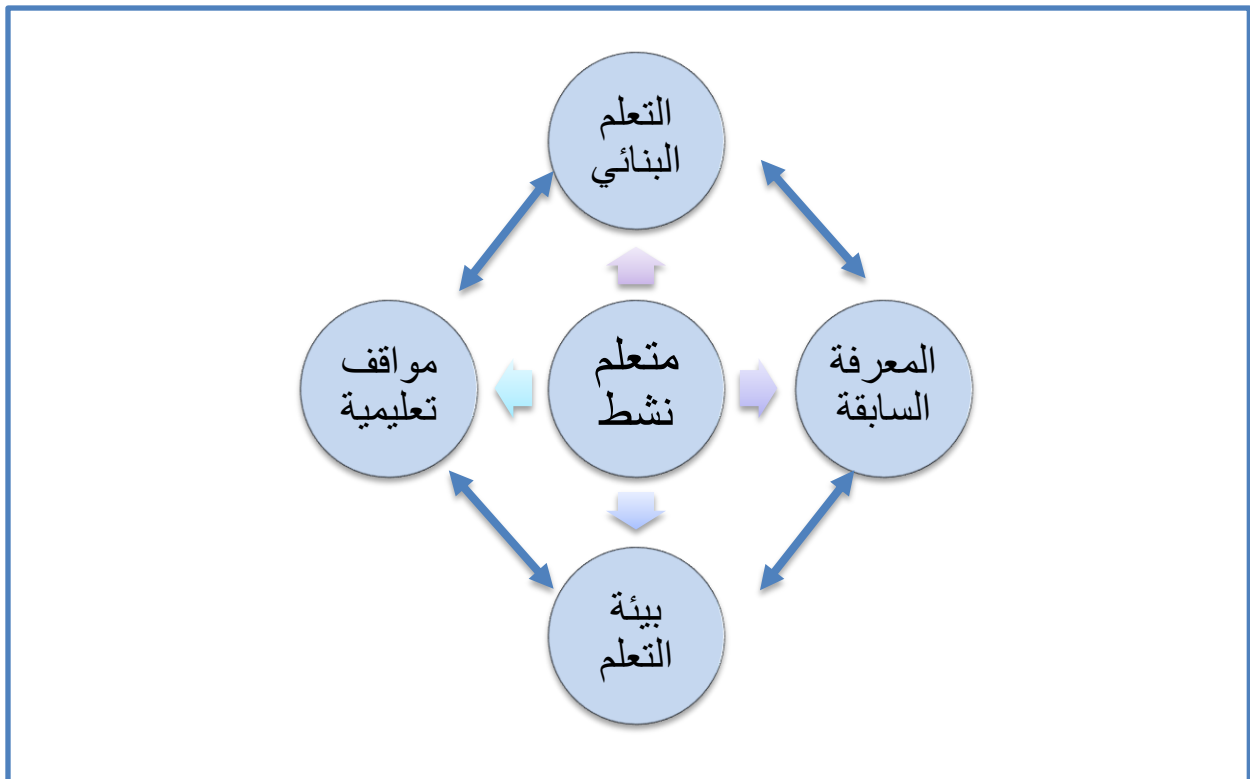 التعلم
البنائي
المعرفة
السابقة
متعلم
نشط
مواقف
تعليمية
بيئة
التعلم